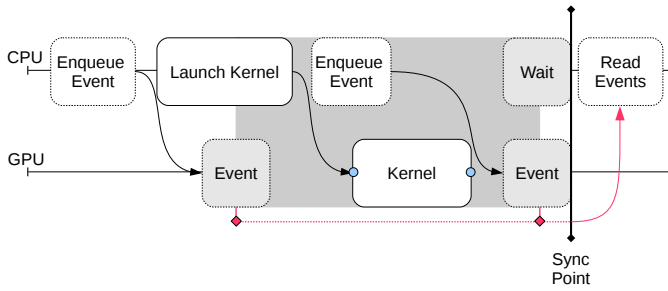 CPU
Enqueue
Event
Launch Kernel
Enqueue
Event
Wait
Read
Events
GPU
Event
Kernel
Event
Sync
Point